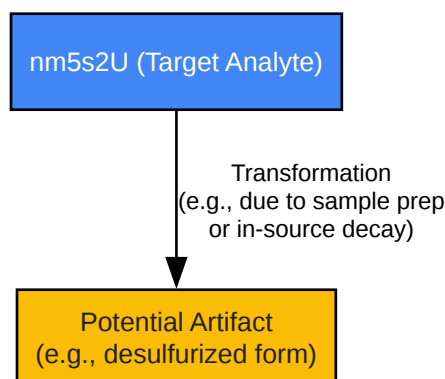 nm5s2U (Target Analyte)
Transformation
(e.g., due to sample prep
or in-source decay)
Potential Artifact
(e.g., desulfurized form)